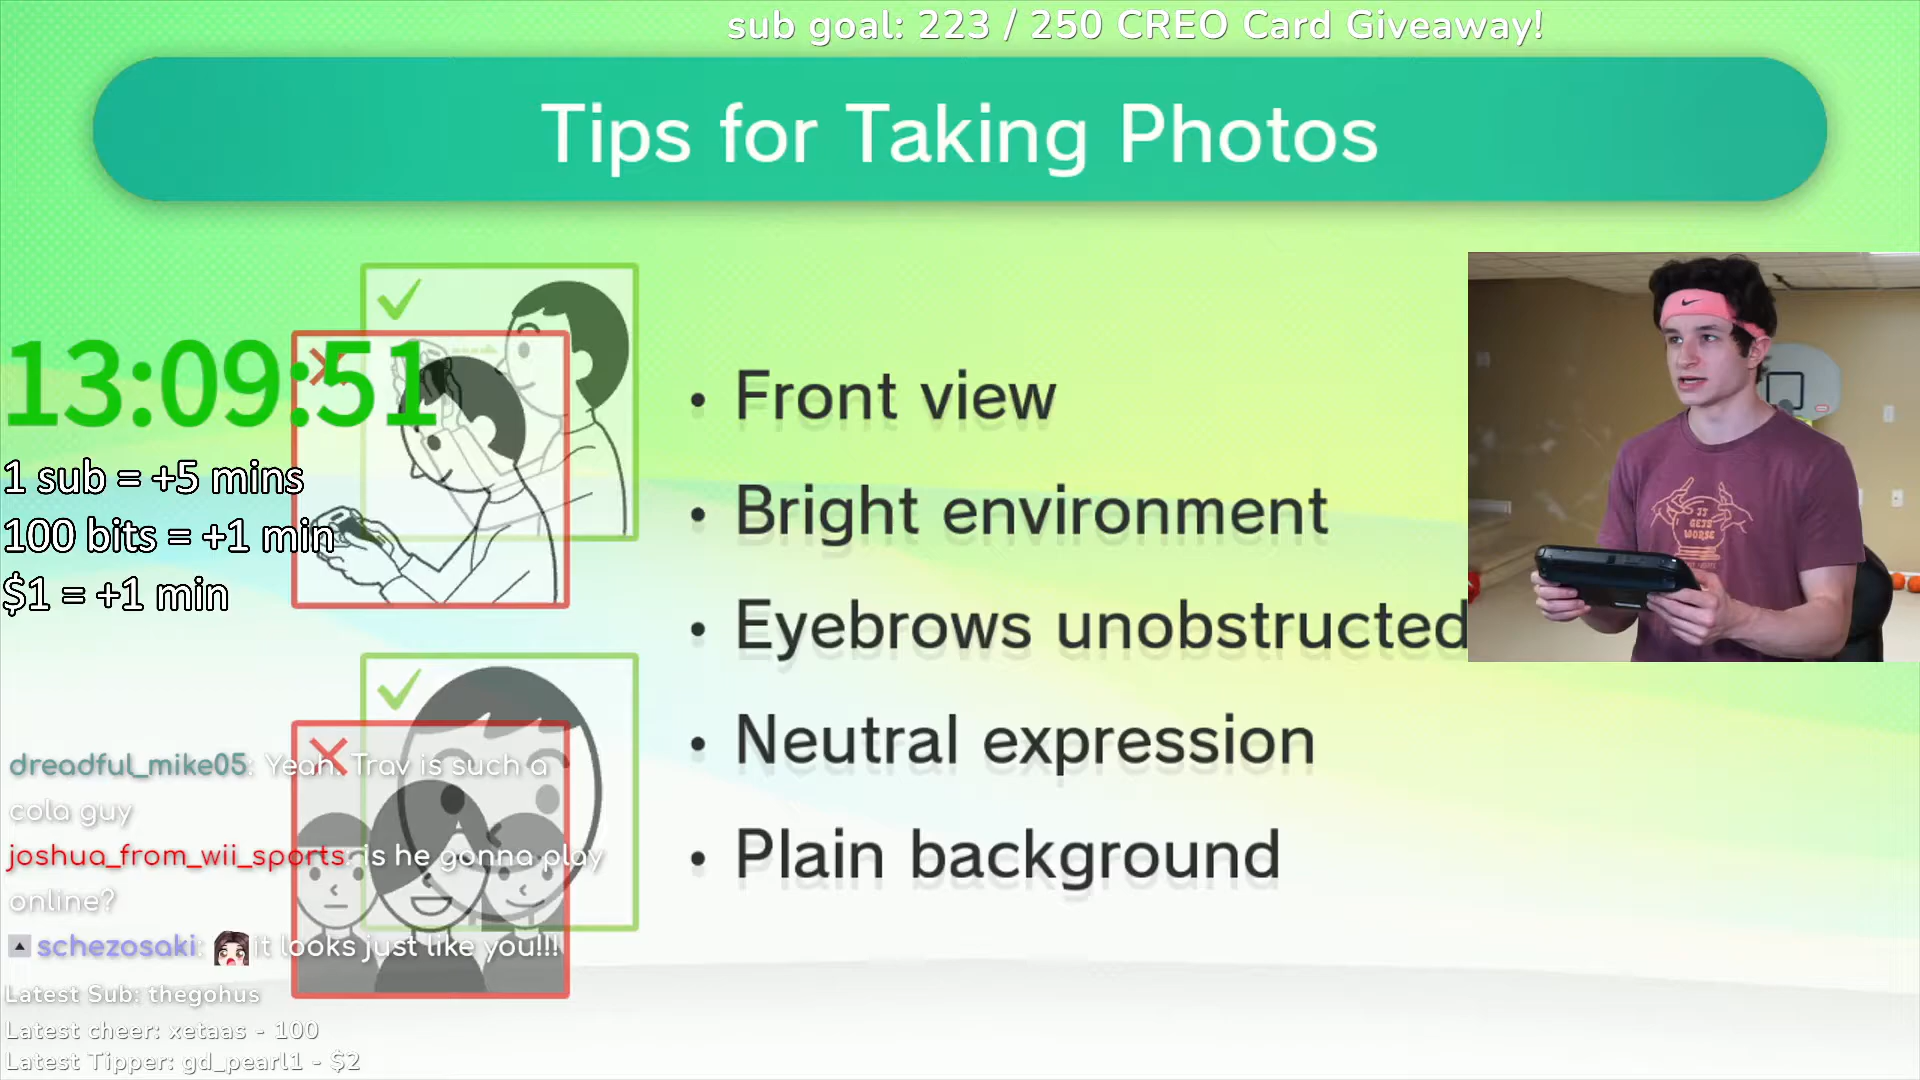 sub goal: 223 / 250 CREO Card Giveaway!
Tips for Taking Photos
13:09:51
1 sub = +5 mins
100 bits = +1 min
$1 = +1 min
• Front view
• Bright environment
• Eyebrows unobstructed
• Neutral expression
• Plain background
IT
GETS
WORSE
dreadful_mike05: Yeah. Trav is such a
cola guy
joshua_from_wii_sports: is he gonna play
online?
schezosaki: it looks just like you!!!
Latest Sub: thegohus
Latest cheer: xetaas - 100
Latest Tipper: gd_pearl1 - $2